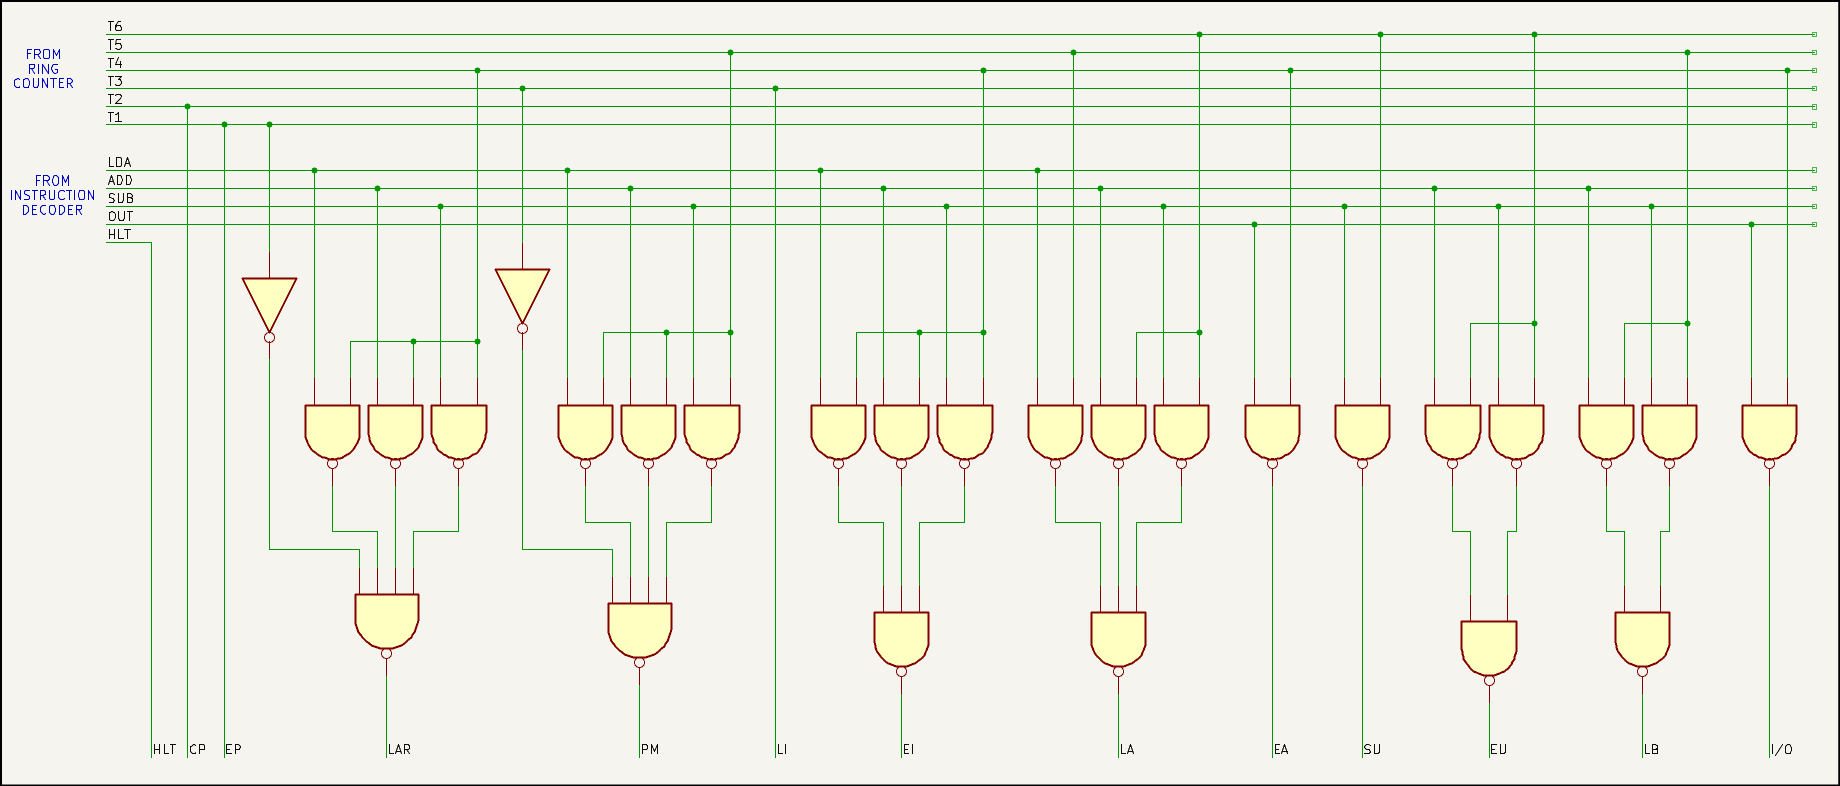 T6
T5
T4
T3
T2
T1
FROM
RING
COUNTER
LDA
ADD
SUB
OUT
HLT
FROM
INSTRUCTION
DECODER
HLT CP EP LAR PM LI EI LA EA SU EU LB I/O